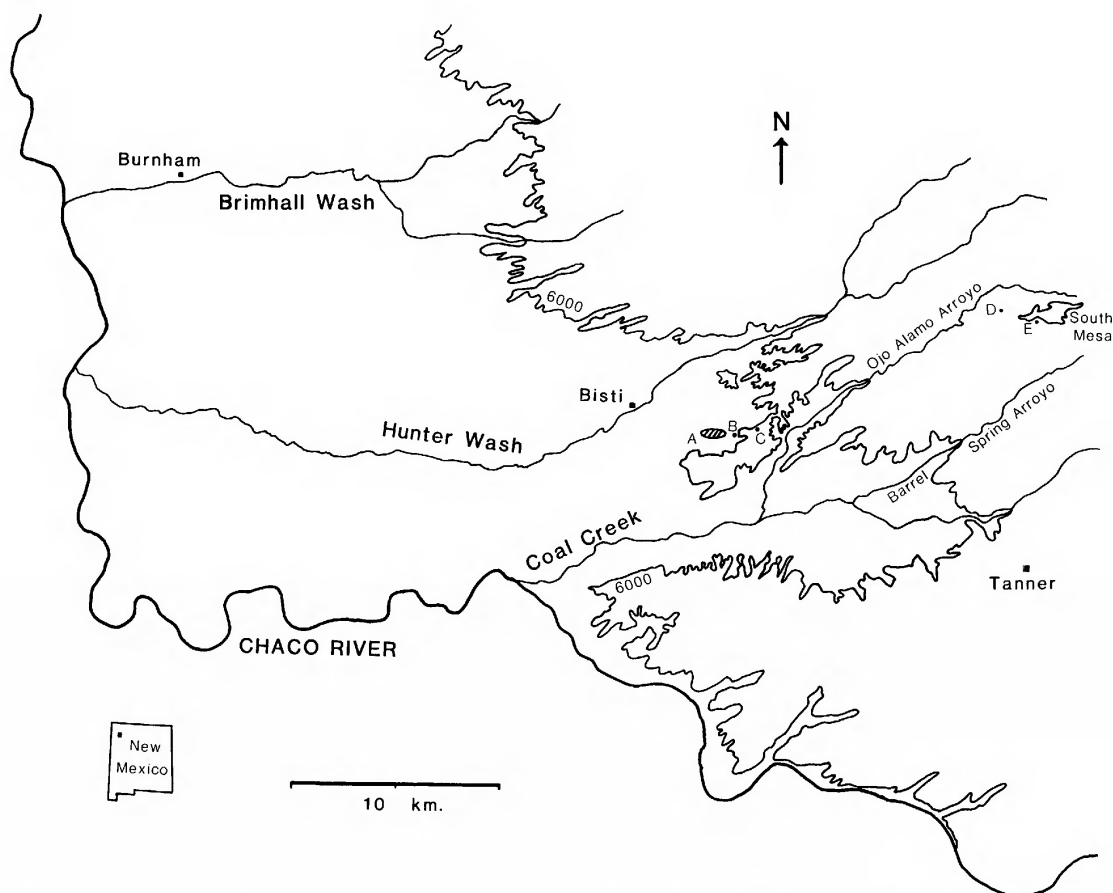 N
Burnham
Brimhall Wash
6000
Ojo Alamo Arroyo
D
E
South
Mesa
Bisti
Hunter Wash
A
B
C
Barrel Spring Arroyo
Coal Creek
6000
Tanner
CHACO RIVER
New
Mexico
10 km.